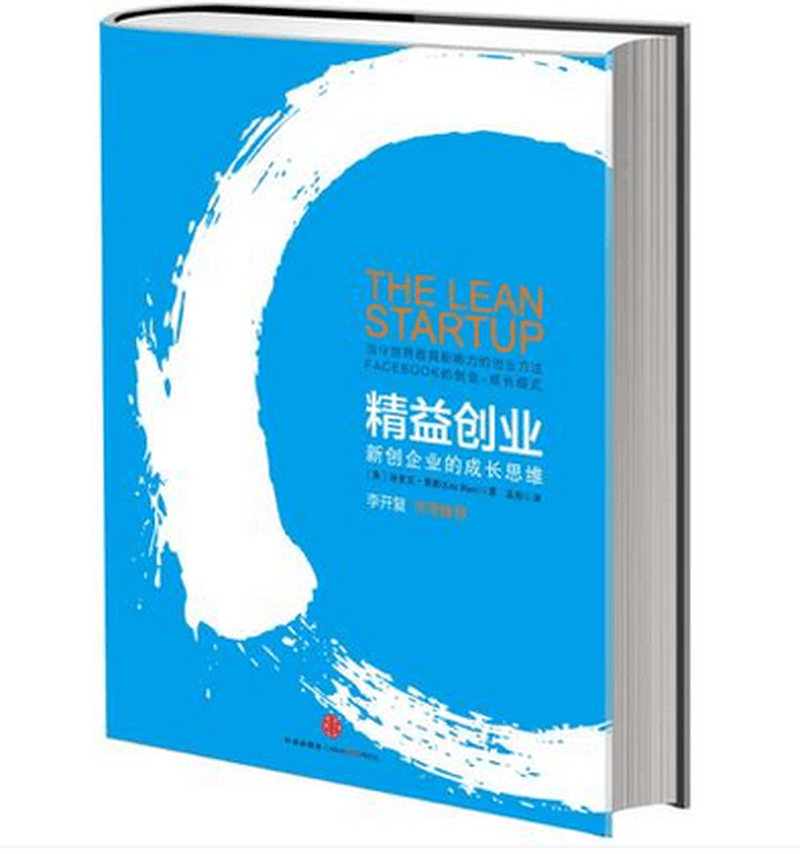 THE LEAN
STARTUP
当今世界最具影响力的创业方法
FACEBOOK的创业·成长模式
精益创业
新创企业的成长思维
李开复